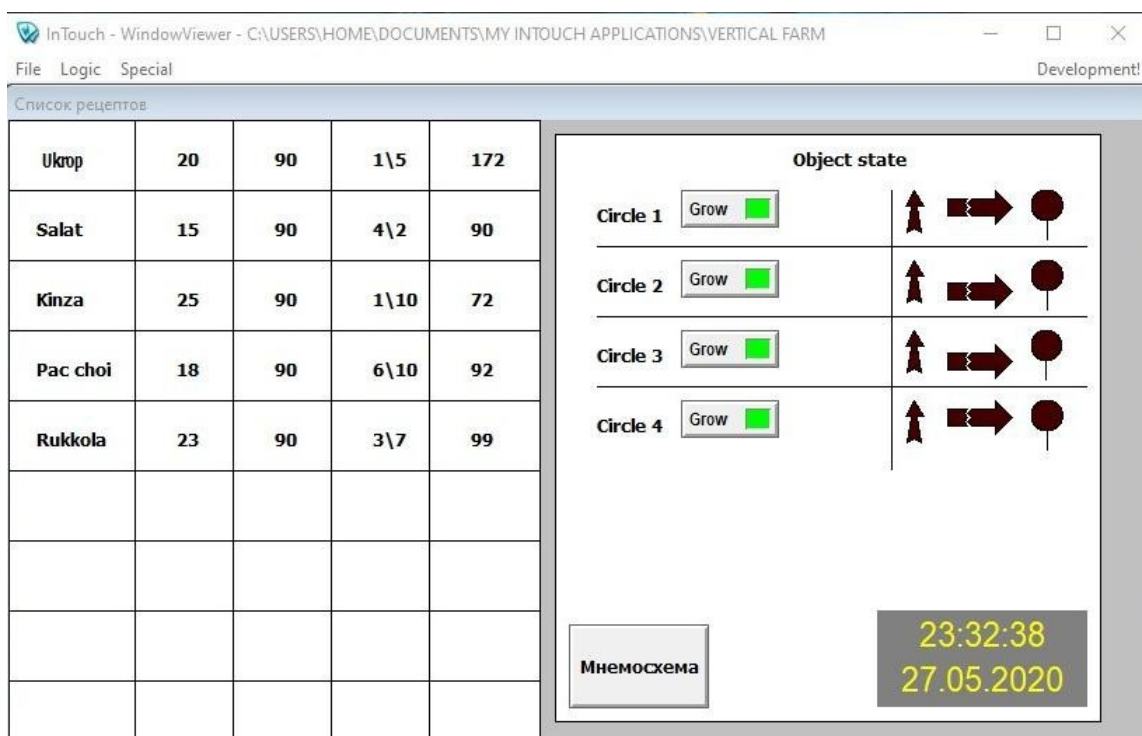 InTouch - WindowViewer - C:\USERS\HOME\DOCUMENTS\MY INTOUCH APPLICATIONS\VERTICAL FARM
File Logic Special Development!
Список рецептов
Ukrop 20 90 1\5 172
Salat 15 90 4\2 90
Kinza 25 90 1\10 72
Pac choi 18 90 6\10 92
Rukkola 23 90 3\7 99
Object state
Circle 1 Grow
Circle 2 Grow
Circle 3 Grow
Circle 4 Grow
Мнемосхема
23:32:38
27.05.2020